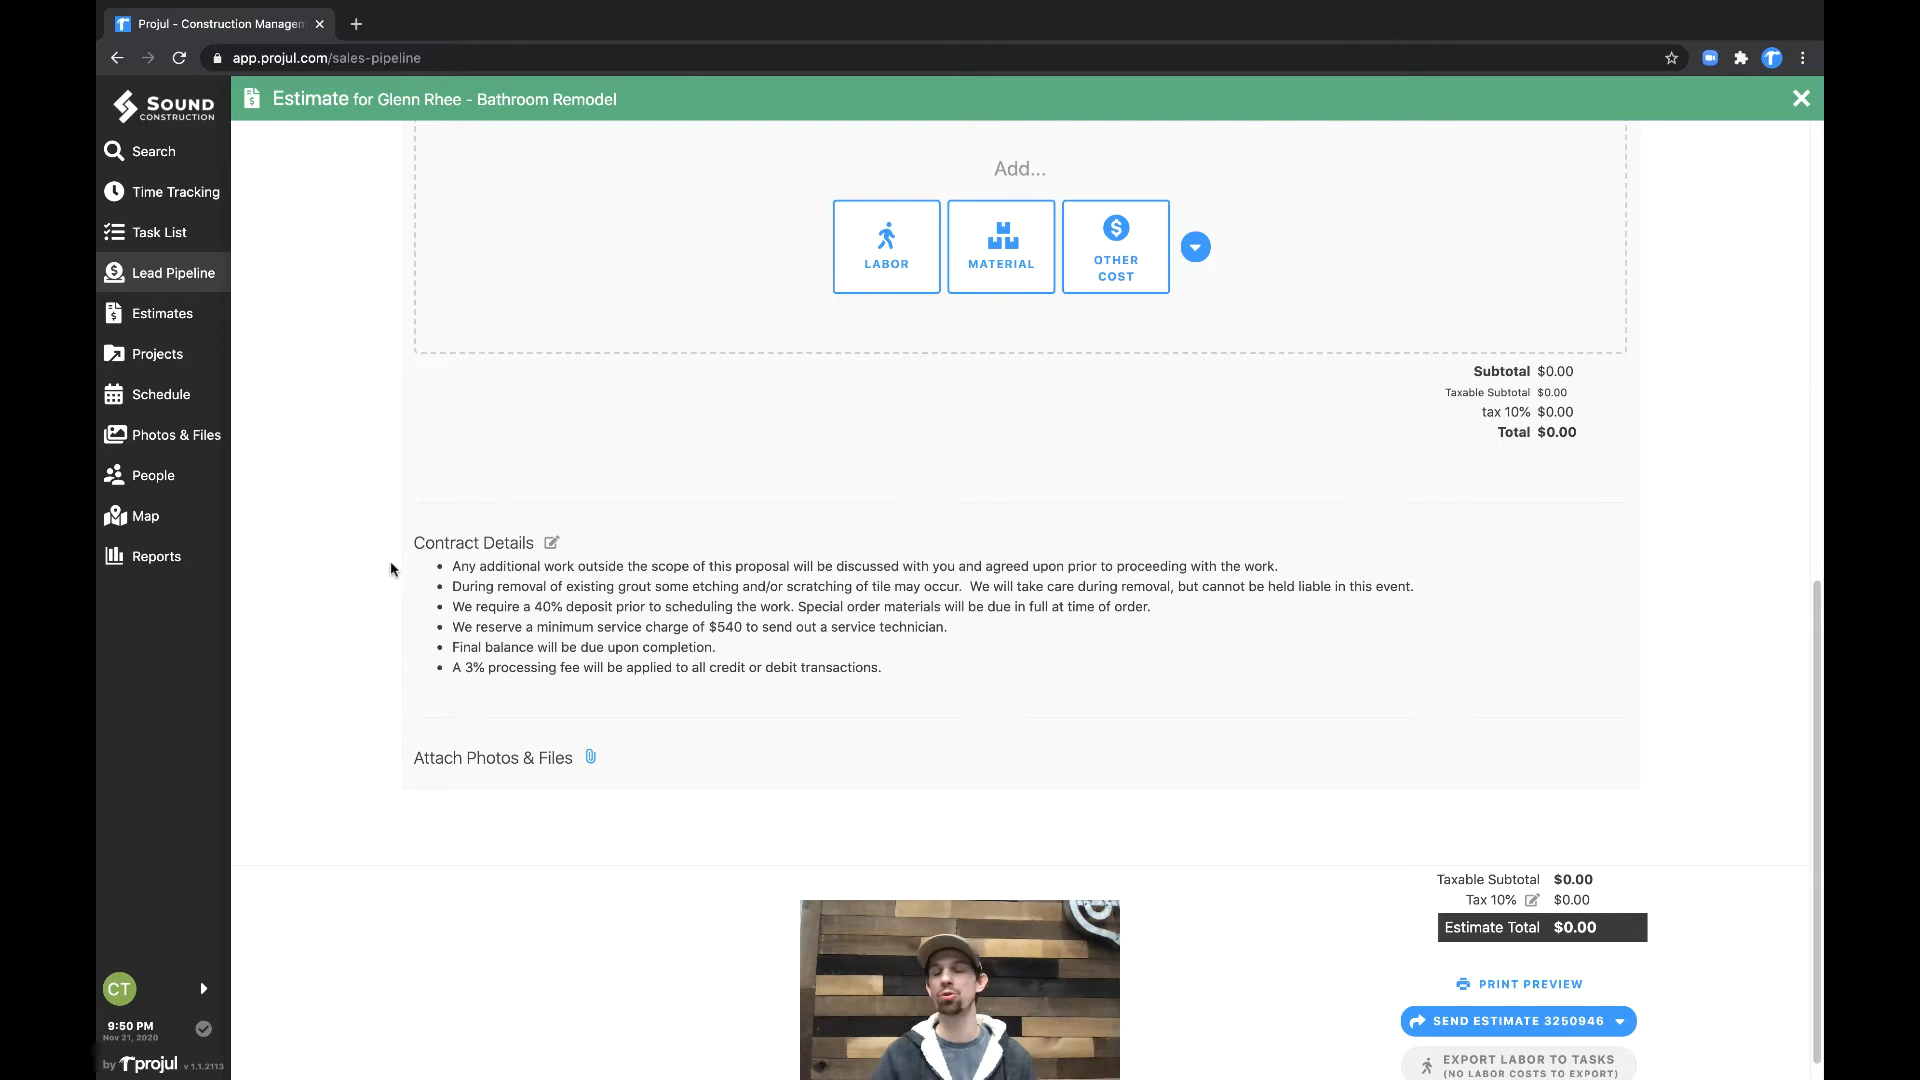 Projul - Construction Managem
app.projul.com/sales-pipeline
SOUND
CONSTRUCTION
Estimate for Glenn Rhee - Bathroom Remodel
Search
Time Tracking
Task List
Lead Pipeline
Estimates
Projects
Schedule
Photos & Files
People
Map
Reports
Add...
LABOR
MATERIAL
OTHER
COST
Subtotal $0.00
Taxable Subtotal $0.00
tax 10% $0.00
Total $0.00
Contract Details
• Any additional work outside the scope of this proposal will be discussed with you and agreed upon prior to proceeding with the work.
• During removal of existing grout some etching and/or scratching of tile may occur. We will take care during removal, but cannot be held liable in this event.
• We require a 40% deposit prior to scheduling the work. Special order materials will be due in full at time of order.
• We reserve a minimum service charge of $540 to send out a service technician.
• Final balance will be due upon completion.
• A 3% processing fee will be applied to all credit or debit transactions.
Attach Photos & Files
Taxable Subtotal $0.00
Tax 10% $0.00
Estimate Total $0.00
PRINT PREVIEW
SEND ESTIMATE 3250946
EXPORT LABOR TO TASKS
(NO LABOR COSTS TO EXPORT)
CT
9:50 PM
Nov 21, 2020
by projul v 1.1.2113